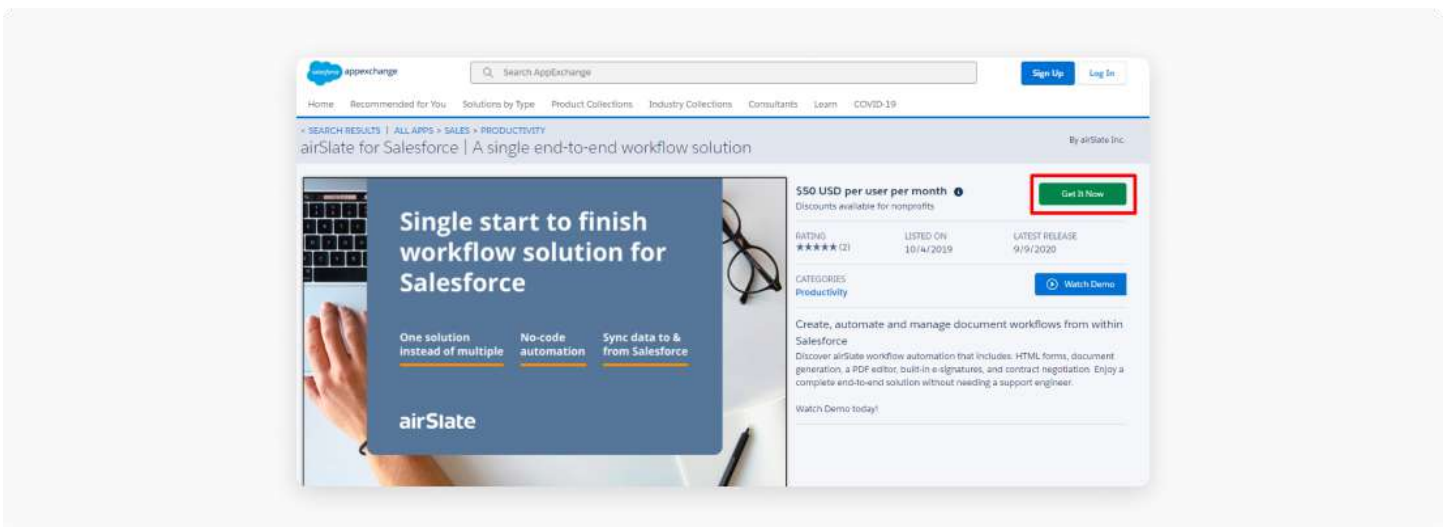 salesforce appexchange
Search AppExchange
Sign Up
Log In
Home Recommended for You Solutions by Type Product Collections Industry Collections Consultants Learn COVID-19
< SEARCH RESULTS | ALL APPS > SALES > PRODUCTIVITY
airSlate for Salesforce | A single end-to-end workflow solution
By airSlate Inc.
Single start to finish
workflow solution for
Salesforce
One solution
instead of multiple
No-code
automation
Sync data to &
from Salesforce
airSlate
$50 USD per user per month
Discounts available for nonprofits
Get It Now
RATING
★★★★★ (2)
LISTED ON
10/4/2019
LATEST RELEASE
9/9/2020
CATEGORIES
Productivity
Watch Demo
Create, automate and manage document workflows from within
Salesforce
Discover airSlate workflow automation that includes: HTML forms, document
generation, a PDF editor, built-in e-signatures, and contract negotiation. Enjoy a
complete end-to-end solution without needing a support engineer.
Watch Demo today!